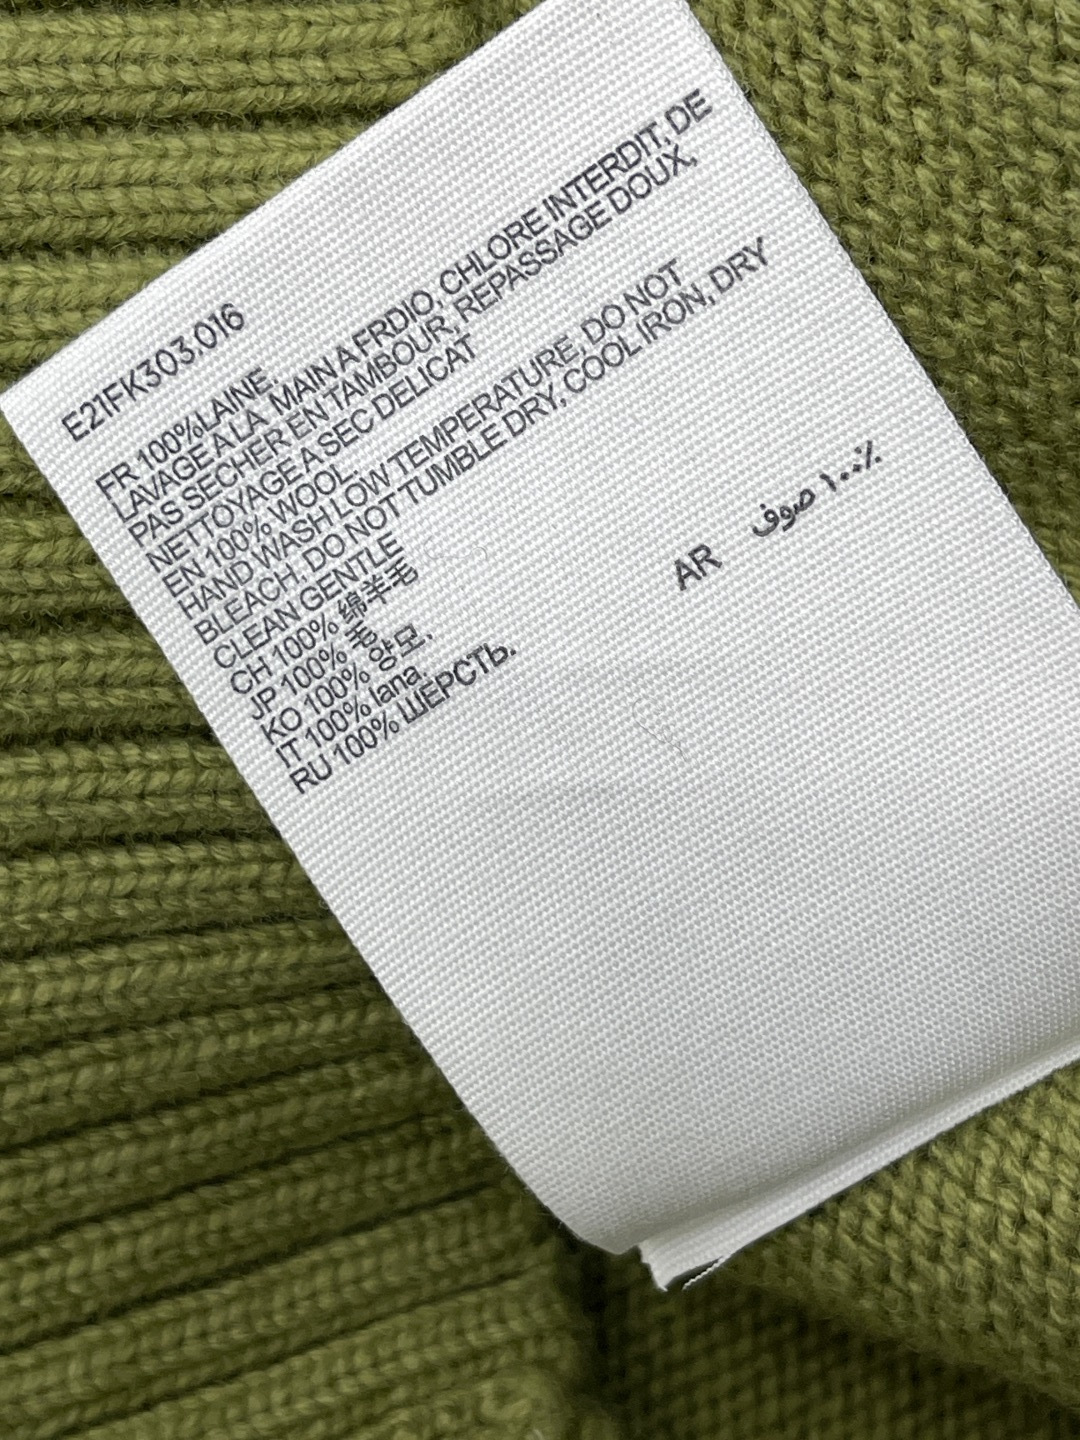 E21FK303.016
FR 100%LAINE.
LAVAGE A LA MAIN A FRDIO, CHLORE INTERDIT, DE
PAS SECHER EN TAMBOUR, REPASSAGE DOUX,
NETTOYAGE A SEC DELICAT
EN 100% WOOL.
HAND WASH LOW TEMPERATURE, DO NOT
BLEACH, DO NOT TUMBLE DRY, COOL IRON, DRY
CLEAN GENTLE
CH 100% 绵羊毛
JP 100% 毛
KO 100% 양모.
IT 100% lana.
RU 100% ШЕРСТЬ.
AR ١٠٠٪ صوف